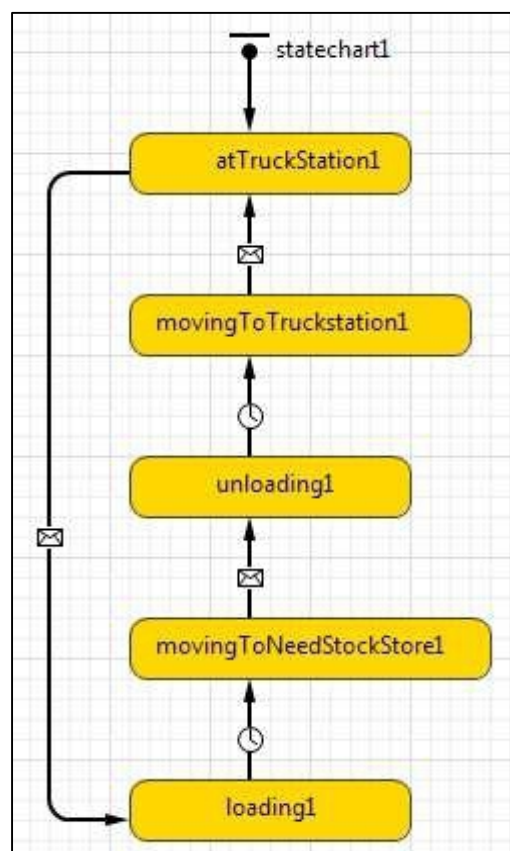 statechart1
atTruckStation1
movingToTruckstation1
unloading1
movingToNeedStockStore1
loading1